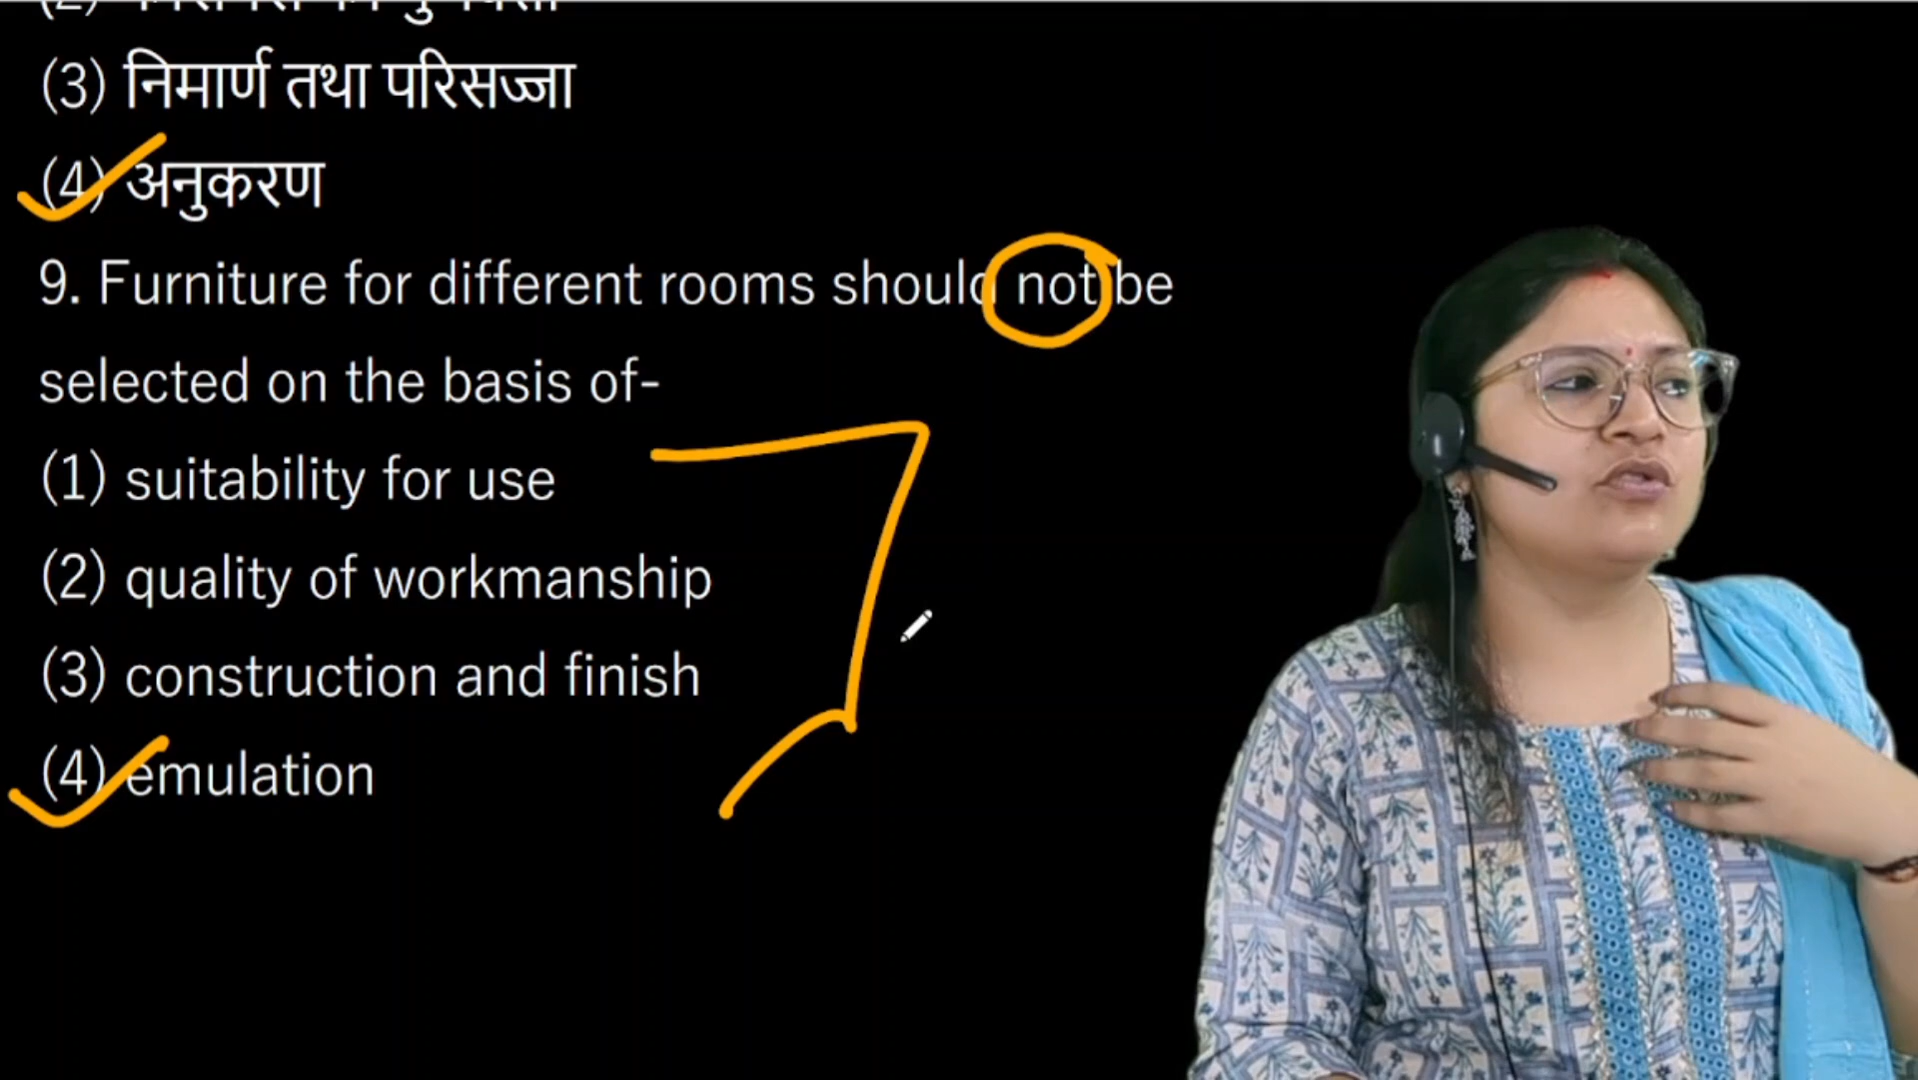 (3) निमार्ण तथा परिसज्जा
(4) अनुकरण
9. Furniture for different rooms should not be
selected on the basis of-
(1) suitability for use
(2) quality of workmanship
(3) construction and finish
(4) emulation